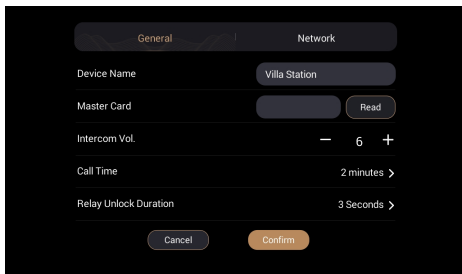 General Network
Device Name Villa Station
Master Card Read
Intercom Vol. — 6 +
Call Time 2 minutes >
Relay Unlock Duration 3 Seconds >
Cancel Confirm